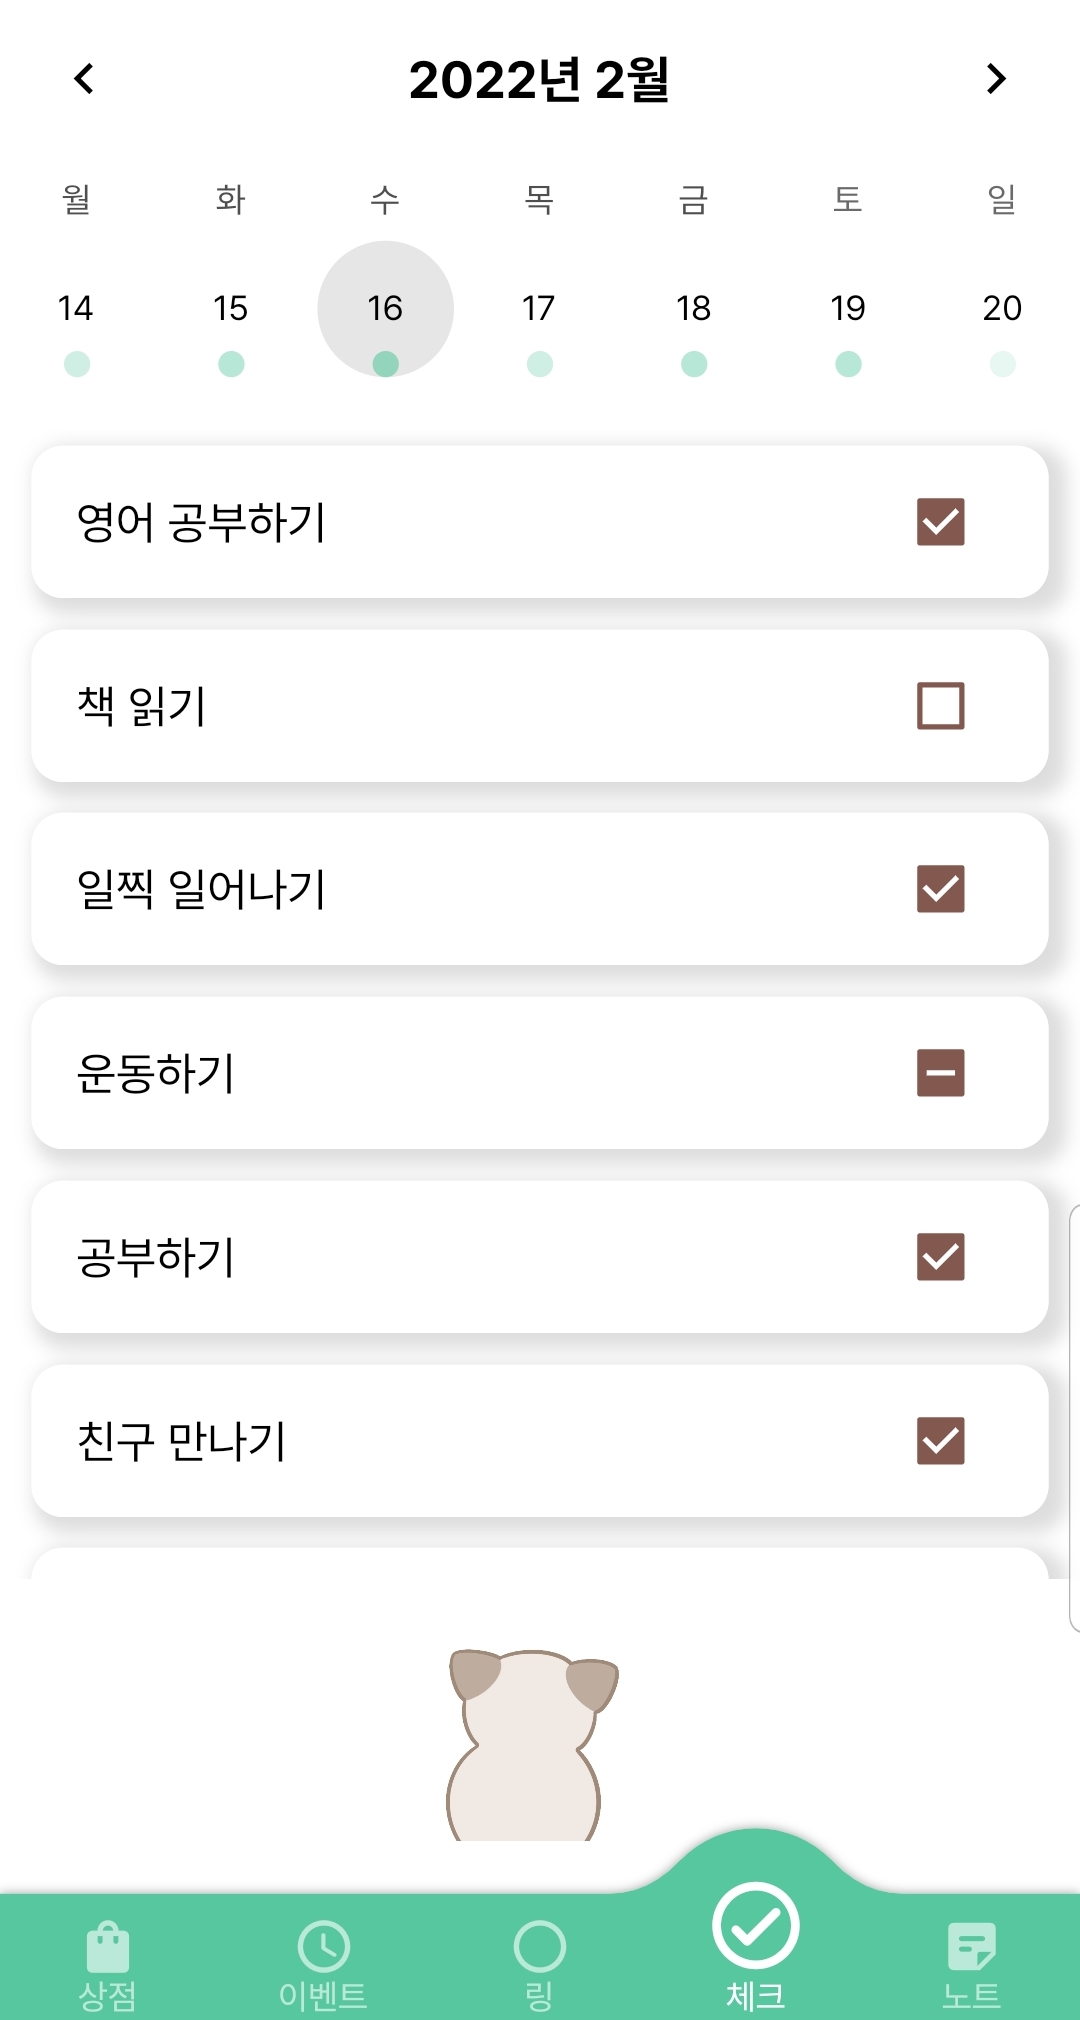 2022년 2월
월 화 수 목 금 토 일
14 15 16 17 18 19 20
영어 공부하기
책 읽기
일찍 일어나기
운동하기
공부하기
친구 만나기
상점 이벤트 링 체크 노트